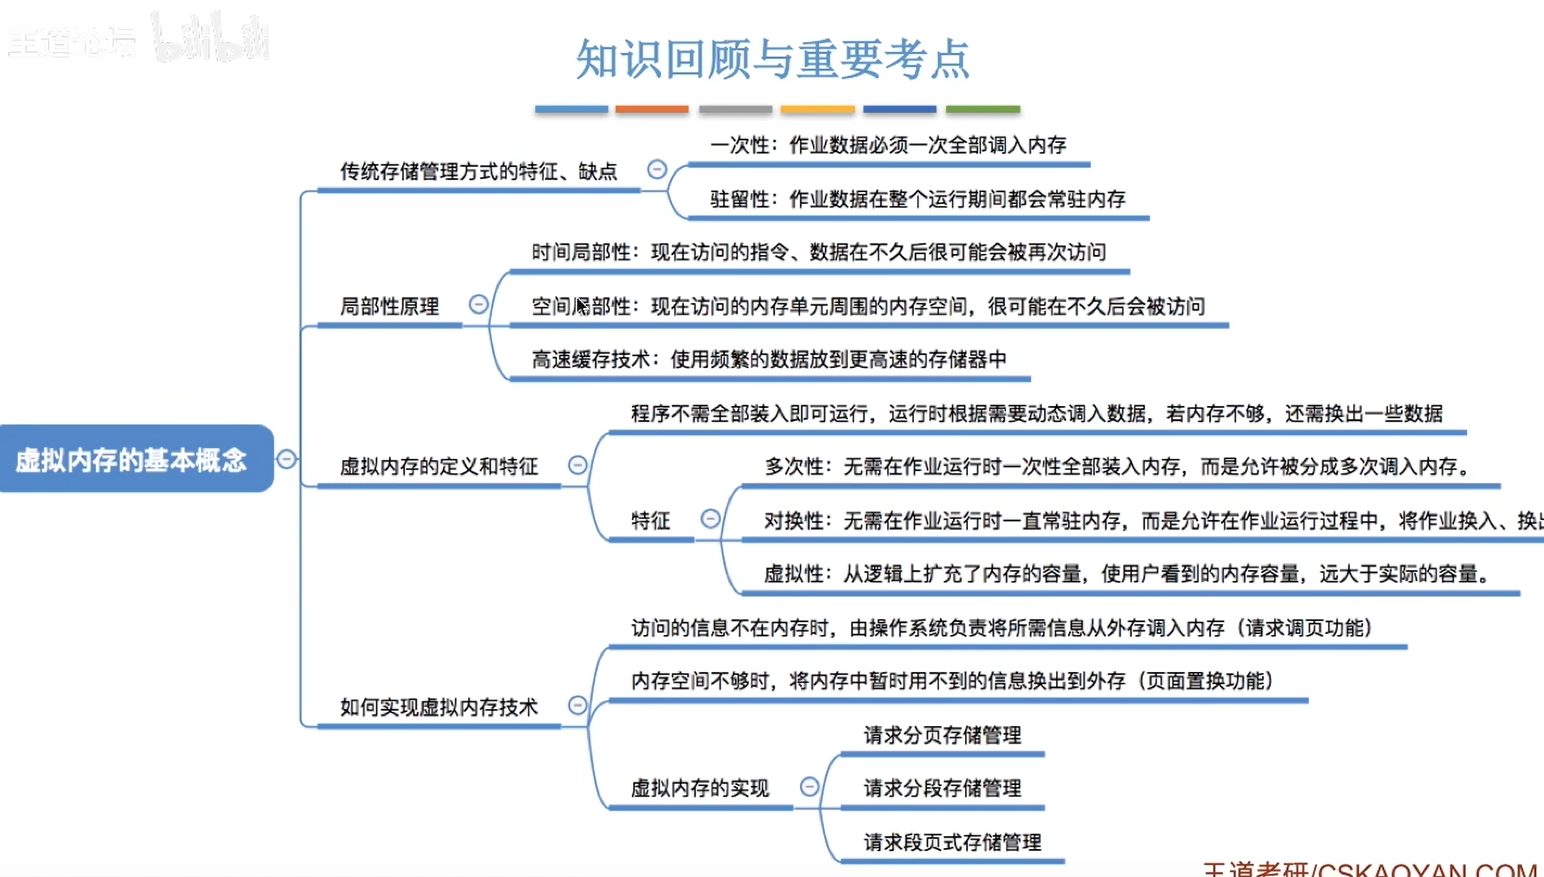 王道论坛 bilibili
知识回顾与重要考点
一次性：作业数据必须一次全部调入内存
传统存储管理方式的特征、缺点
驻留性：作业数据在整个运行期间都会常驻内存
时间局部性：现在访问的指令、数据在不久后很可能会被再次访问
局部性原理
空间局部性：现在访问的内存单元周围的内存空间，很可能在不久后会被访问
高速缓存技术：使用频繁的数据放到更高速的存储器中
虚拟内存的基本概念
程序不需全部装入即可运行，运行时根据需要动态调入数据，若内存不够，还需换出一些数据
虚拟内存的定义和特征
多次性：无需在作业运行时一次性全部装入内存，而是允许被分成多次调入内存。
特征
对换性：无需在作业运行时一直常驻内存，而是允许在作业运行过程中，将作业换入、换出
虚拟性：从逻辑上扩充了内存的容量，使用户看到的内存容量，远大于实际的容量。
访问的信息不在内存时，由操作系统负责将所需信息从外存调入内存（请求调页功能）
内存空间不够时，将内存中暂时用不到的信息换出到外存（页面置换功能）
如何实现虚拟内存技术
请求分页存储管理
虚拟内存的实现
请求分段存储管理
请求段页式存储管理
王道考研/CSKAOYAN.COM